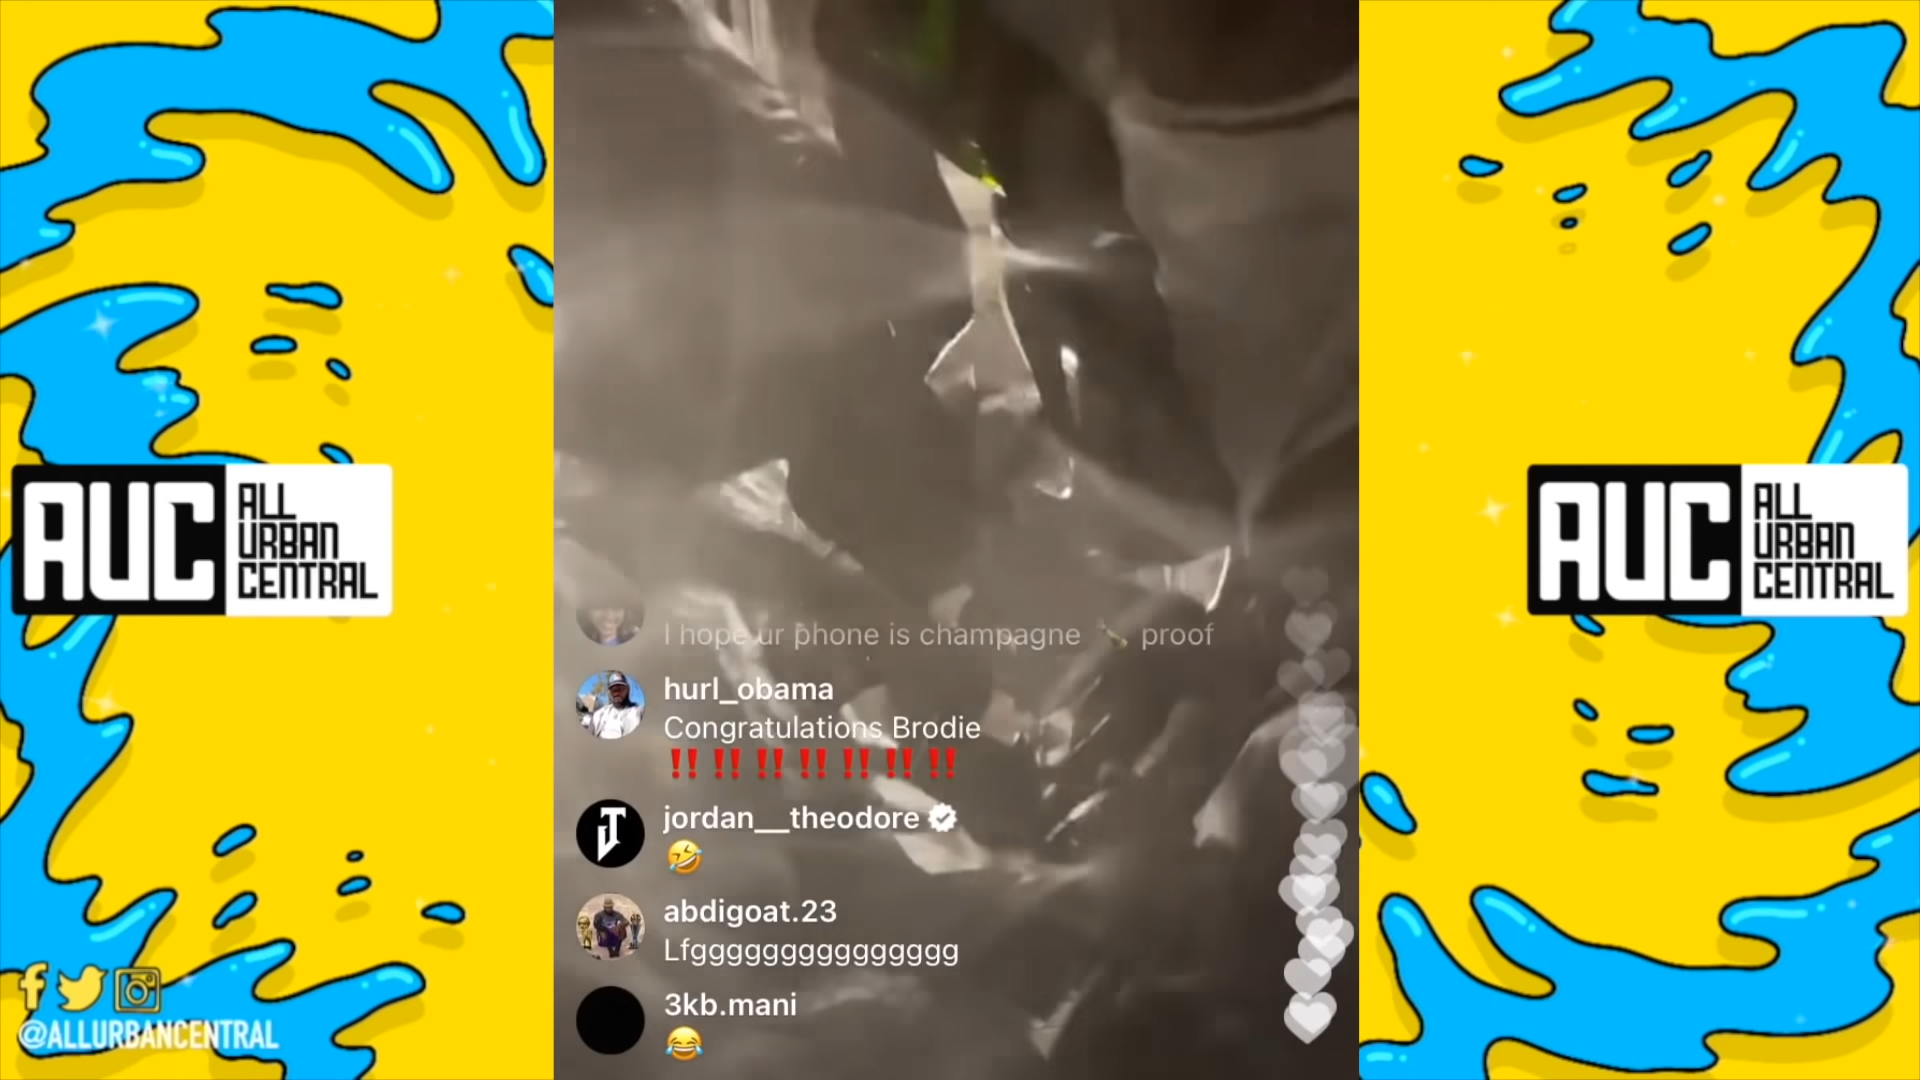 AUC
ALL
URBAN
CENTRAL
@ALLURBANCENTRAL
I hope ur phone is champagne 🍾 proof
hurl_obama
Congratulations Brodie
‼️‼️‼️‼️‼️‼️‼️
jordan__theodore
🤣
abdigoat.23
Lfggggggggggggggg
3kb.mani
😂
AUC
ALL
URBAN
CENTRAL